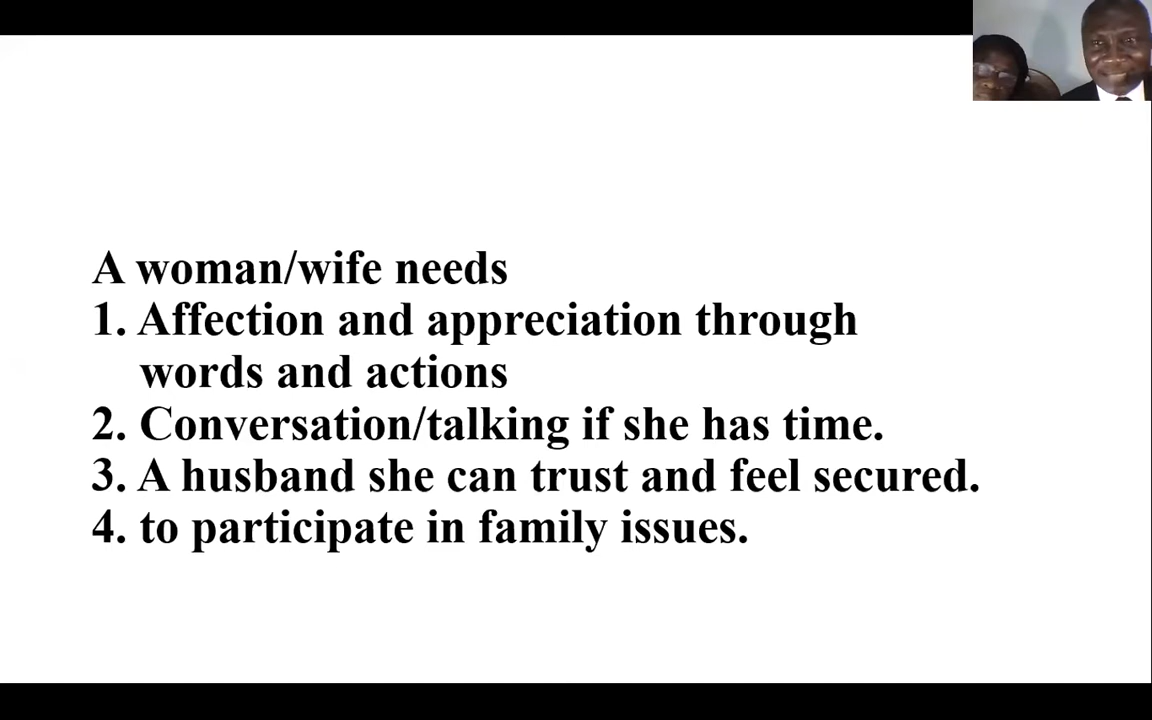 A woman/wife needs
1. Affection and appreciation through
words and actions
2. Conversation/talking if she has time.
3. A husband she can trust and feel secured.
4. to participate in family issues.